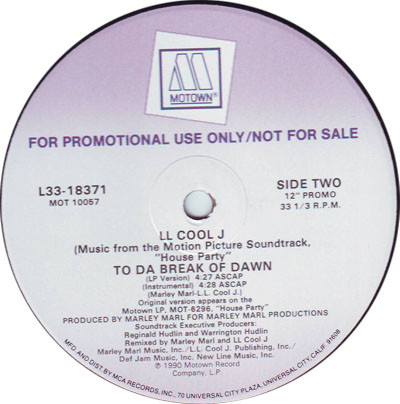 MOTOWN®
FOR PROMOTIONAL USE ONLY/NOT FOR SALE
L33-18371
MOT 10057
SIDE TWO
12" PROMO
33 1/3 R.P.M.
LL COOL J
(Music from the Motion Picture Soundtrack,
"House Party"
TO DA BREAK OF DAWN
(LP Version) 4:27 ASCAP
(Instrumental) 4:28 ASCAP
(Marley Marl-L.L. Cool J.)
Original version appears on the
Motown LP, MOT-6296, "House Party"
PRODUCED BY MARLEY MARL FOR MARLEY MARL PRODUCTIONS
Soundtrack Executive Producers:
Reginald Hudlin and Warrington Hudlin
Remixed by Marley Marl and LL Cool J
Marley Marl Music, Inc./L.L. Cool J. Publishing, Inc./
Def Jam Music, Inc. New Line Music, Inc.
℗ 1990 Motown Record
Company, L.P.
MFD AND DIST. BY MCA RECORDS, INC., 70 UNIVERSAL CITY PLAZA, UNIVERSAL CITY, CALIF. 91608